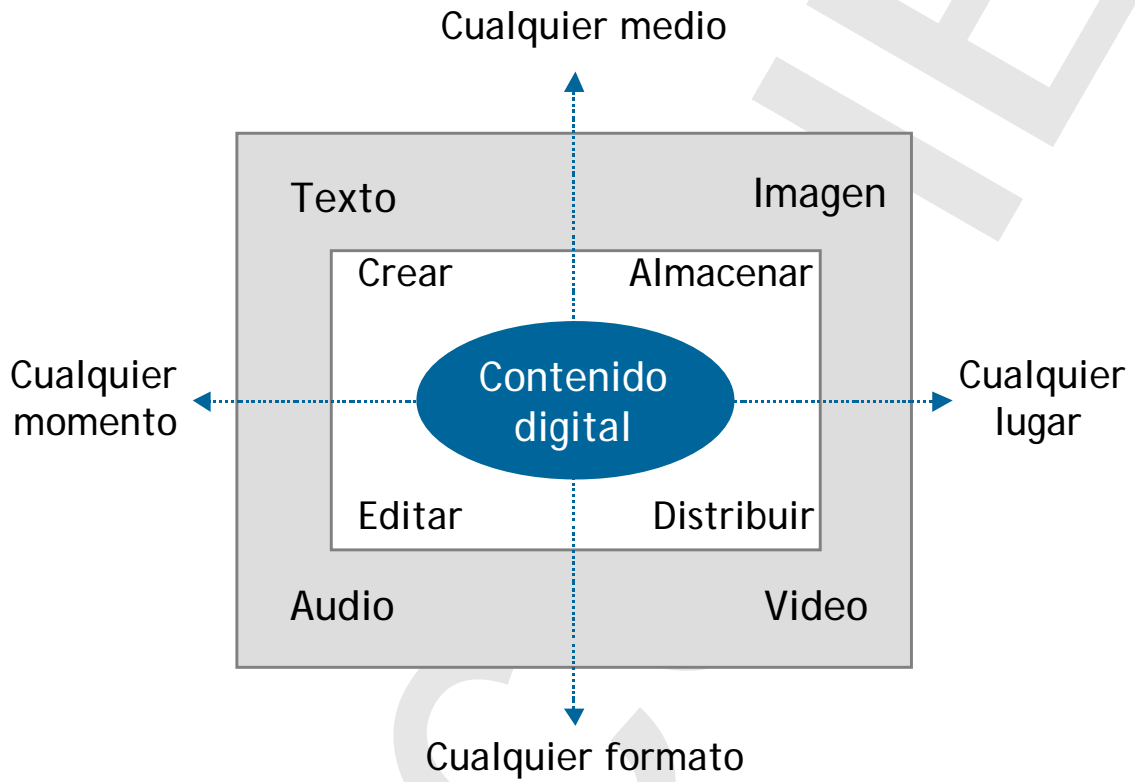 Cualquier medio
Texto
Imagen
Crear
Almacenar
Cualquier
momento
Contenido
digital
Cualquier
lugar
Editar
Distribuir
Audio
Video
Cualquier formato